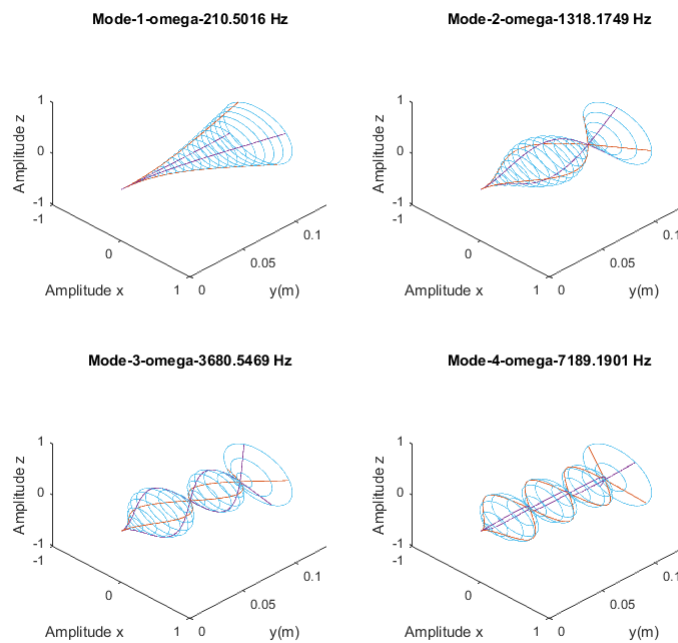 Mode-1-omega-210.5016 Hz
1
0
-1
Amplitude z
-1
0
1
Amplitude x
0
0.05
0.1
y(m)
Mode-2-omega-1318.1749 Hz
1
0
-1
Amplitude z
-1
0
1
Amplitude x
0
0.05
0.1
y(m)
Mode-3-omega-3680.5469 Hz
1
0
-1
Amplitude z
-1
0
1
Amplitude x
0
0.05
0.1
y(m)
Mode-4-omega-7189.1901 Hz
1
0
-1
Amplitude z
-1
0
1
Amplitude x
0
0.05
0.1
y(m)